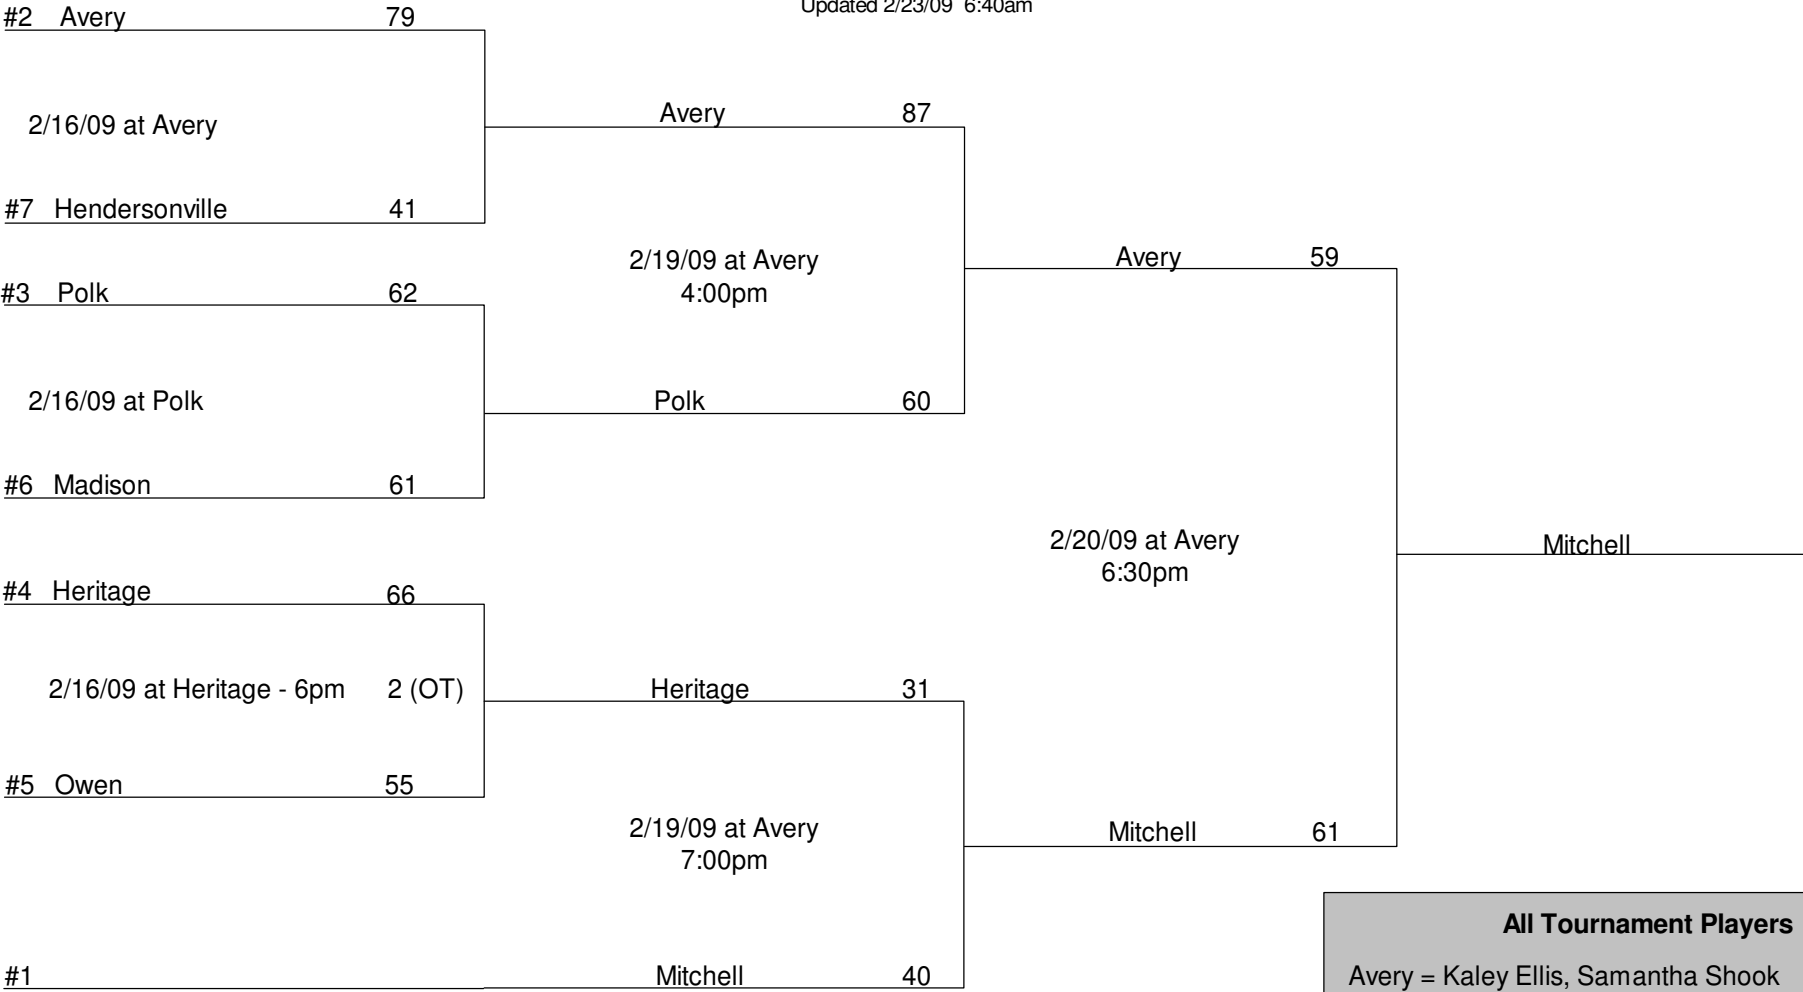 Updated 2/23/09 6:40am
#2 Avery 79
2/16/09 at Avery
Avery 87
#7 Hendersonville 41
2/19/09 at Avery
4:00pm
Avery 59
#3 Polk 62
2/16/09 at Polk
Polk 60
#6 Madison 61
2/20/09 at Avery
6:30pm
Mitchell
#4 Heritage 66
2/16/09 at Heritage - 6pm 2 (OT)
Heritage 31
#5 Owen 55
2/19/09 at Avery
7:00pm
Mitchell 61
#1 Mitchell 40
All Tournament Players
Avery = Kaley Ellis, Samantha Shook